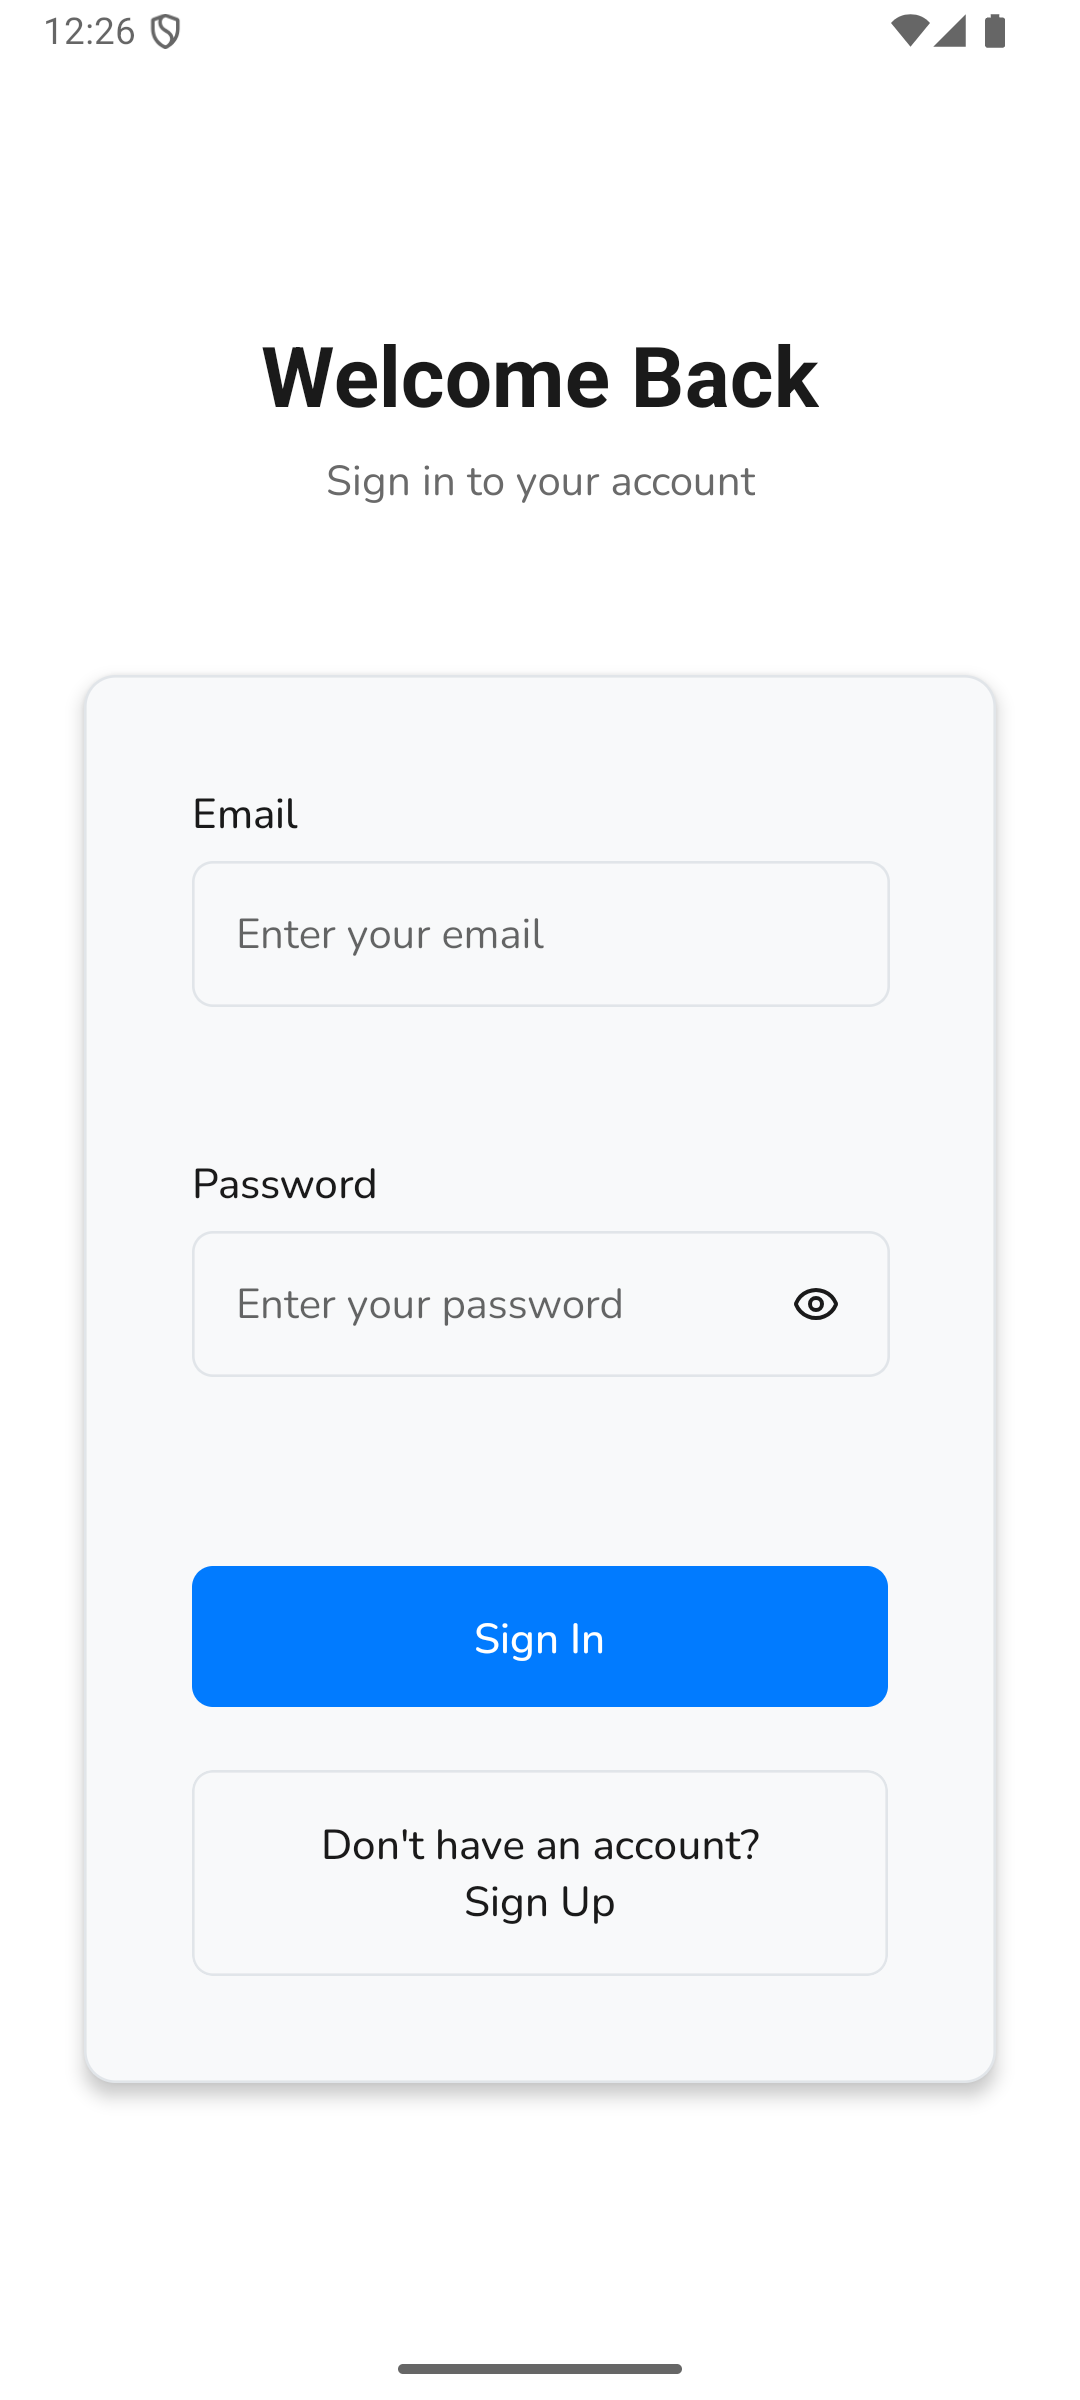 12:26
Welcome Back
Sign in to your account
Email
Enter your email
Password
Enter your password
Sign In
Don't have an account?
Sign Up